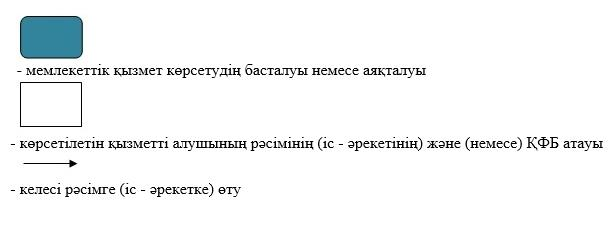 - мемлекеттік қызмет көрсетудің басталуы немесе аяқталуы
- көрсетілетін қызметті алушының рәсімінің (іс - әрекетінің) және (немесе) ҚФБ атауы
- келесі рәсімге (іс - әрекетке) өту